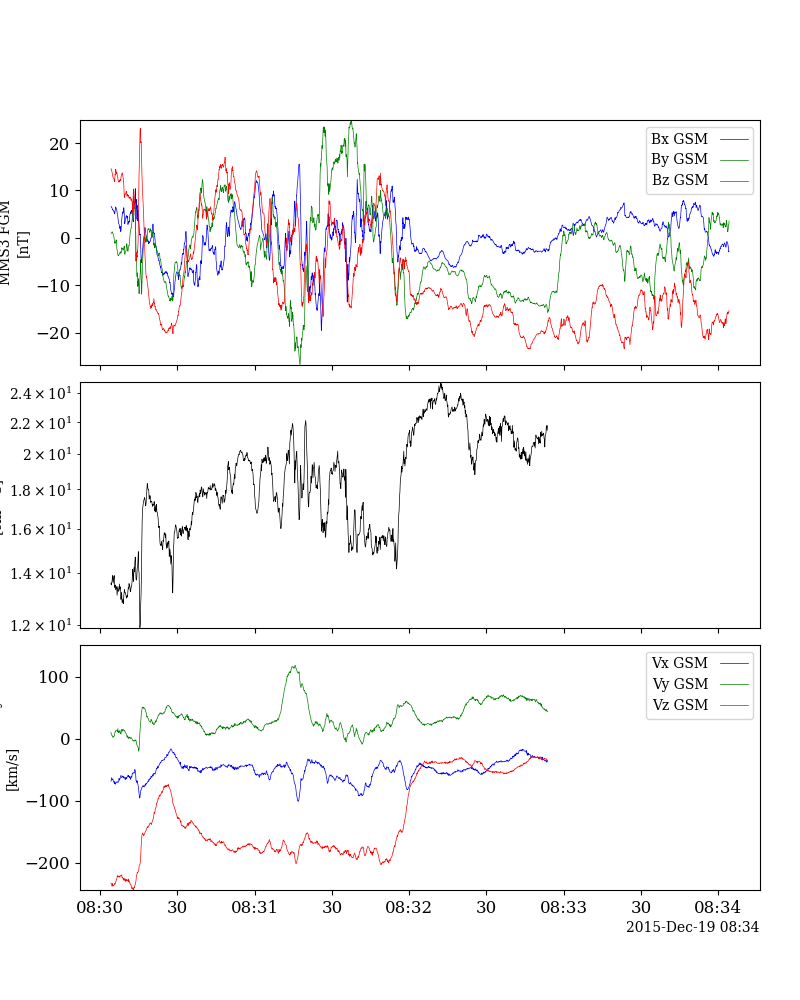 MMS3 FGM
[nT]
20
10
0
−10
−20
Bx GSM
By GSM
Bz GSM
2.4 × 10¹
2.2 × 10¹
2 × 10¹
1.8 × 10¹
1.6 × 10¹
1.4 × 10¹
1.2 × 10¹
[km/s]
100
0
−100
−200
Vx GSM
Vy GSM
Vz GSM
08:30
30
08:31
30
08:32
30
08:33
30
08:34
2015-Dec-19 08:34